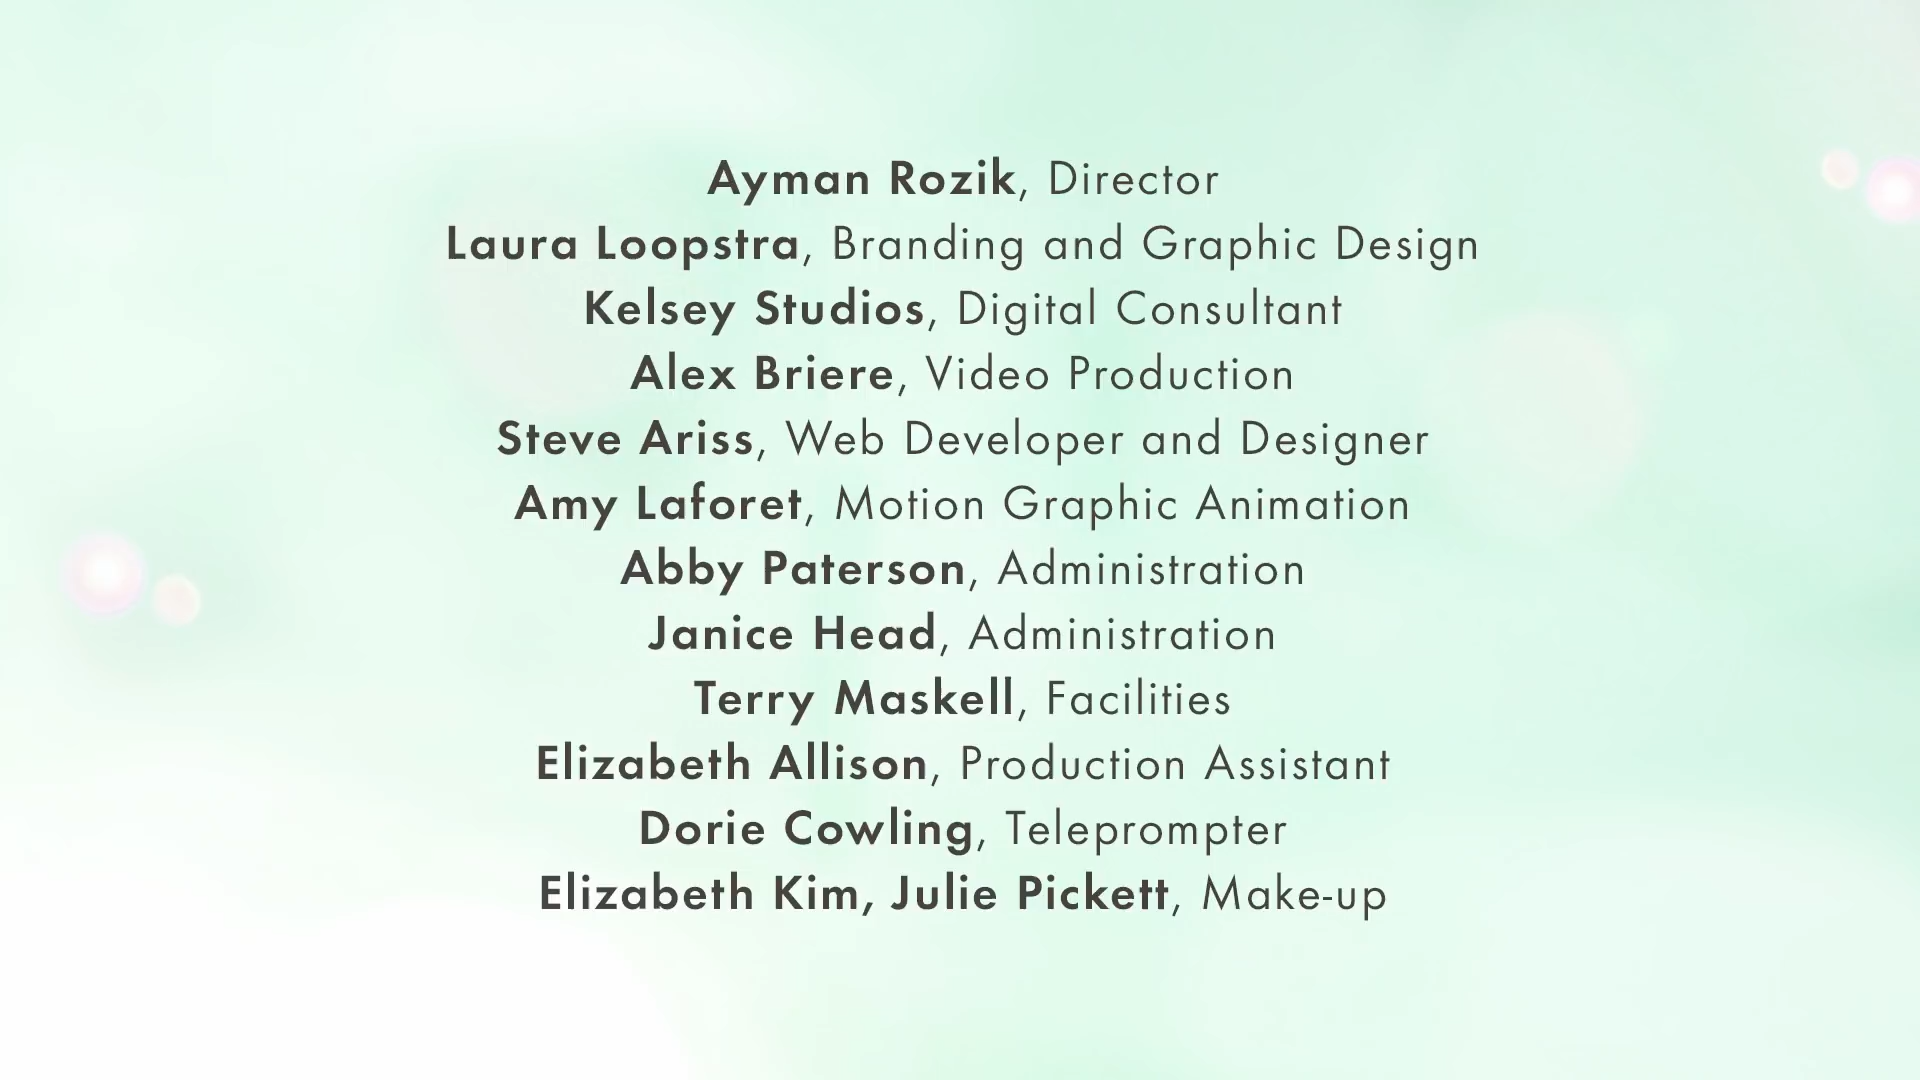 Ayman Rozik, Director
Laura Loopstra, Branding and Graphic Design
Kelsey Studios, Digital Consultant
Alex Briere, Video Production
Steve Ariss, Web Developer and Designer
Amy Laforet, Motion Graphic Animation
Abby Paterson, Administration
Janice Head, Administration
Terry Maskell, Facilities
Elizabeth Allison, Production Assistant
Dorie Cowling, Teleprompter
Elizabeth Kim, Julie Pickett, Make-up